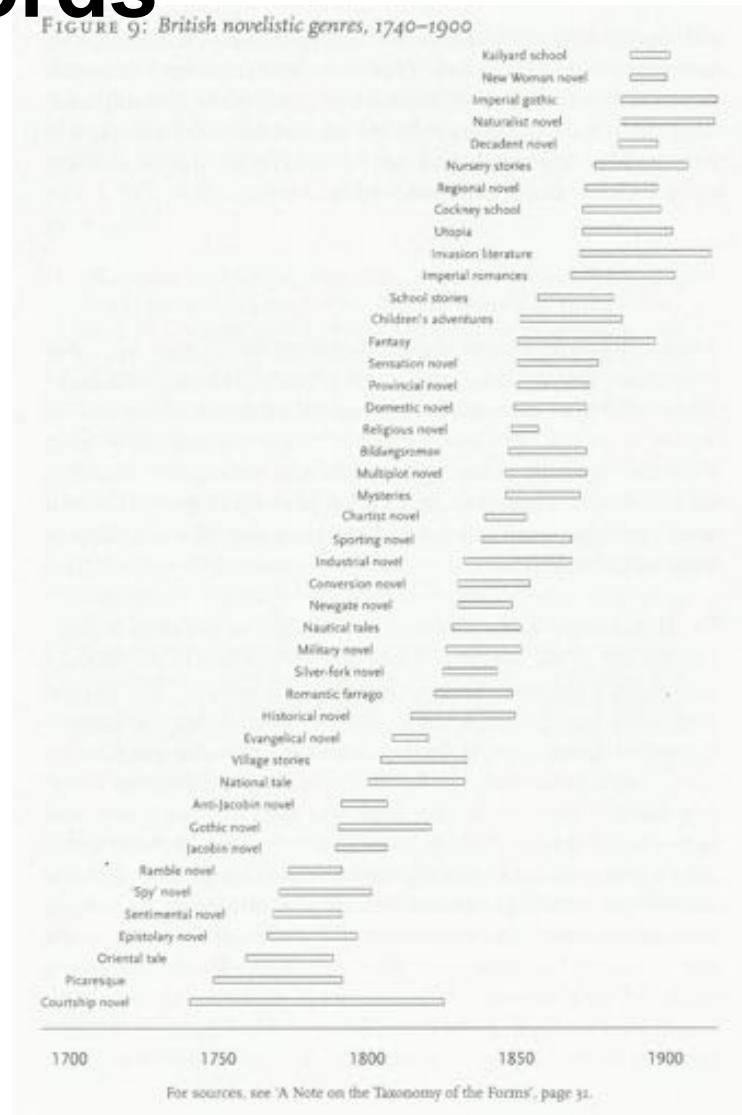 FIGURE 9: British novelistic genres, 1740–1900
Kailyard school
New Woman novel
Imperial gothic
Naturalist novel
Decadent novel
Nursery stories
Regional novel
Cockney school
Utopia
Invasion literature
Imperial romances
School stories
Children's adventures
Fantasy
Sensation novel
Provincial novel
Domestic novel
Religious novel
Bildungsroman
Multiplot novel
Mysteries
Chartist novel
Sporting novel
Industrial novel
Conversion novel
Newgate novel
Nautical tales
Military novel
Silver-fork novel
Romantic farrago
Historical novel
Evangelical novel
Village stories
National tale
Anti-Jacobin novel
Gothic novel
Jacobin novel
Ramble novel
'Spy' novel
Sentimental novel
Epistolary novel
Oriental tale
Picaresque
Courtship novel
1700 1750 1800 1850 1900
For sources, see 'A Note on the Taxonomy of the Forms', page 31.